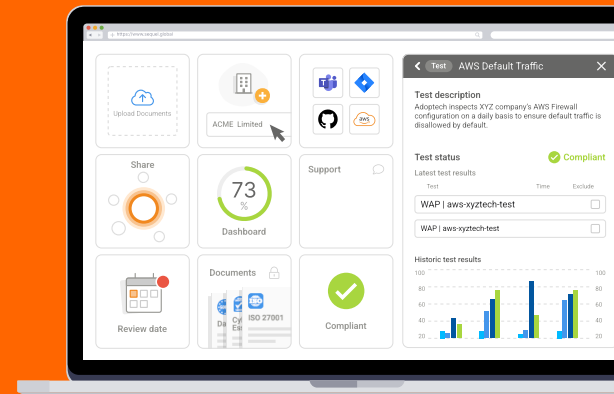 https://www.zequel.global
Upload Documents
ACME Limited
aws
Share
73
%
Dashboard
Support
Review date
Documents
ISO
ISO 27001
Compliant
Test
AWS Default Traffic
Test description
Adoptech inspects XYZ company's AWS Firewall
configuration on a daily basis to ensure default traffic is
disallowed by default.
Test status
Compliant
Latest test results
Test Time Exclude
WAP | aws-xyztech-test
WAP | aws-xyztech-test
Historic test results
100 100
80 80
60 60
40 40
20 20